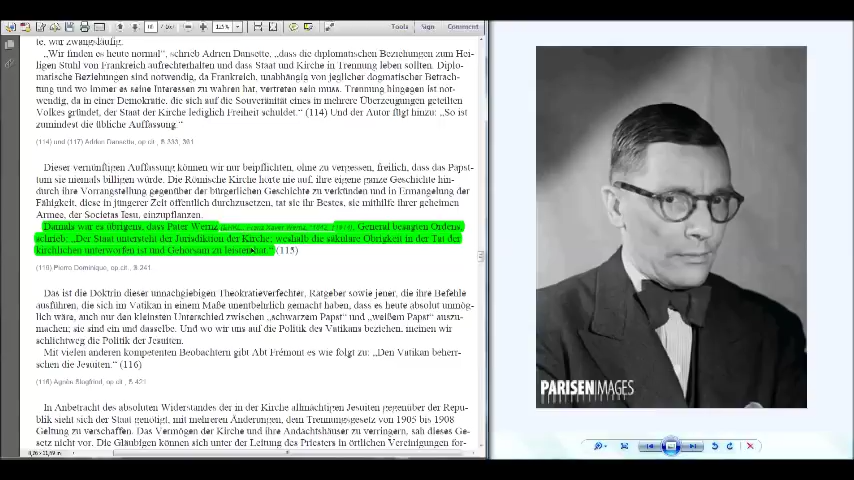 Tools Sign Comment
te, war zwangsläufig.
„Wir finden es heute normal“, schrieb Adrien Dansette, „dass die diplomatischen Beziehungen zum Hei-
ligen Stuhl von Frankreich aufrechterhalten und dass Staat und Kirche in Trennung leben sollten. Diplo-
matische Beziehungen sind notwendig, da Frankreich, unabhängig von jeglicher dogmatischer Betrach-
tung und wo immer es seine Interessen zu wahren hat, vertreten sein muss. Trennung hingegen ist not-
wendig, da in einer Demokratie, die sich auf die Souveränität eines in mehrere Überzeugungen geteilten
Volkes gründet, der Staat der Kirche lediglich Freiheit schuldet.“ (114) Und der Autor fügt hinzu: „So ist
zumindest die übliche Auffassung.“
(114) und (117) Adrien Dansette, op.cit., S.333, 361
Dieser vernünftigen Auffassung können wir nur beipflichten, ohne zu vergessen, freilich, dass das Papst-
tum sie niemals billigen würde. Die Römische Kirche hörte nie auf, ihre eigene ganze Geschichte hin-
durch ihre Vorrangstellung gegenüber der bürgerlichen Geschichte zu verkünden und in Ermangelung der
Fähigkeit, diese in jüngerer Zeit öffentlich durchzusetzen, tat sie ihr Bestes, sie mithilfe ihrer geheimen
Armee, der Societas Iesu, einzupflanzen.
Damals war es übrigens, dass Pater Wernz Franz Xaver Wernz, General besagten Ordens,
schrieb: „Der Staat untersteht der Jurisdiktion der Kirche; weshalb die säkulare Obrigkeit in der Tat der
kirchlichen unterworfen ist und Gehorsam zu leisten hat.“ (115)
(115) Pierre Dominique, op.cit., S.241
Das ist die Doktrin dieser unnachgiebigen Theokratieverfechter, Ratgeber sowie jener, die ihre Befehle
ausführen, die sich im Vatikan in einem Maße unentbehrlich gemacht haben, dass es heute absolut unmög-
lich wäre, auch nur den kleinsten Unterschied zwischen „schwarzem Papst“ und „weißem Papst“ auszu-
machen; sie sind ein und dasselbe. Und wo wir uns auf die Politik des Vatikans beziehen, meinen wir
schlichtweg die Politik der Jesuiten.
Mit vielen anderen kompetenten Beobachtern gibt Abt Frémont es wie folgt zu: „Den Vatikan beherr-
schen die Jesuiten.“ (116)
(116) Agnès Siegfried, op.cit., S.421
In Anbetracht des absoluten Widerstandes der in der Kirche allmächtigen Jesuiten gegenüber der Repu-
blik sieht sich der Staat genötigt, mit mehreren Änderungen, dem Trennungsgesetz von 1905 bis 1908
Geltung zu verschaffen. Das Vermögen der Kirche und ihre Andachtshäuser zu verringern, sah dieses Ge-
setz nicht vor. Die Gläubigen können sich unter der Leitung des Priesters in örtlichen Vereinigungen for-
PARISENIMAGES